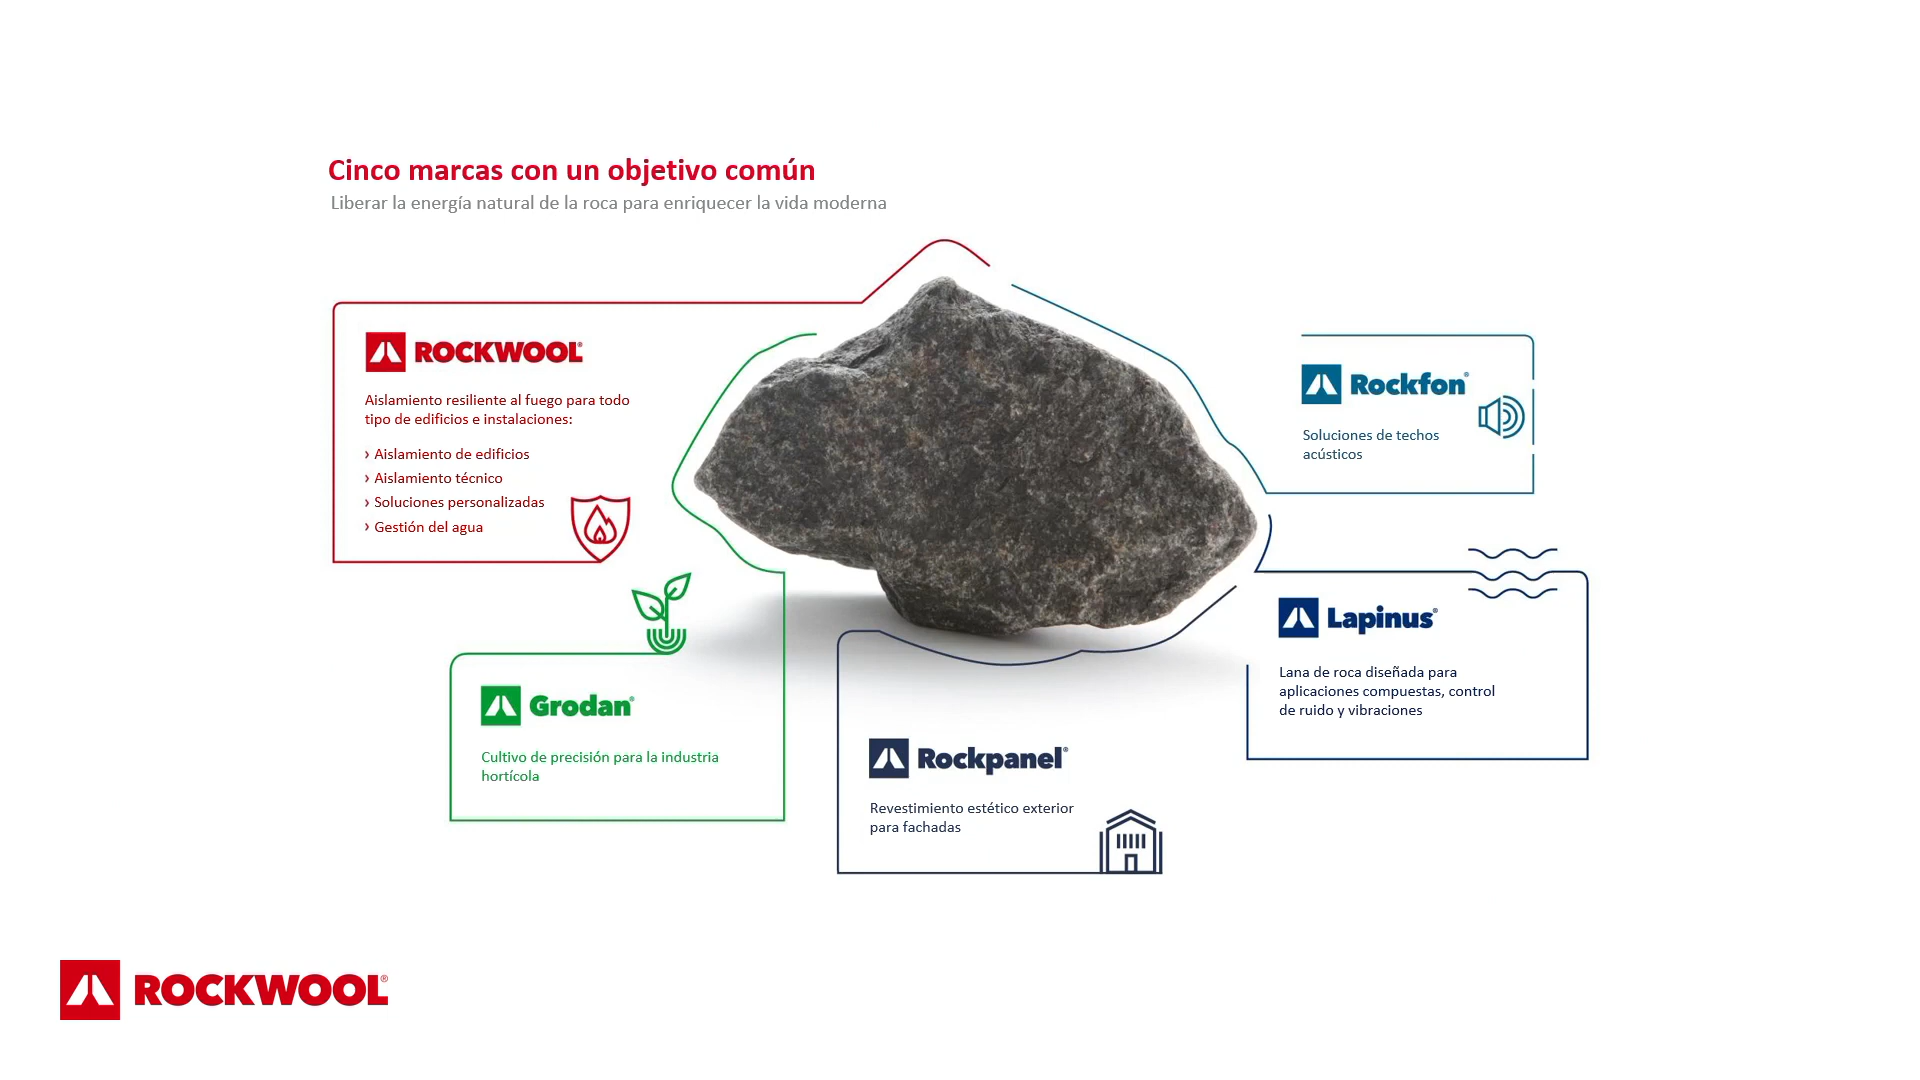 Cinco marcas con un objetivo común
Liberar la energía natural de la roca para enriquecer la vida moderna
ROCKWOOL®
Aislamiento resiliente al fuego para todo
tipo de edificios e instalaciones:
› Aislamiento de edificios
› Aislamiento técnico
› Soluciones personalizadas
› Gestión del agua
Rockfon®
Soluciones de techos
acústicos
Grodan®
Cultivo de precisión para la industria
hortícola
Rockpanel®
Revestimiento estético exterior
para fachadas
Lapinus®
Lana de roca diseñada para
aplicaciones compuestas, control
de ruido y vibraciones
ROCKWOOL®